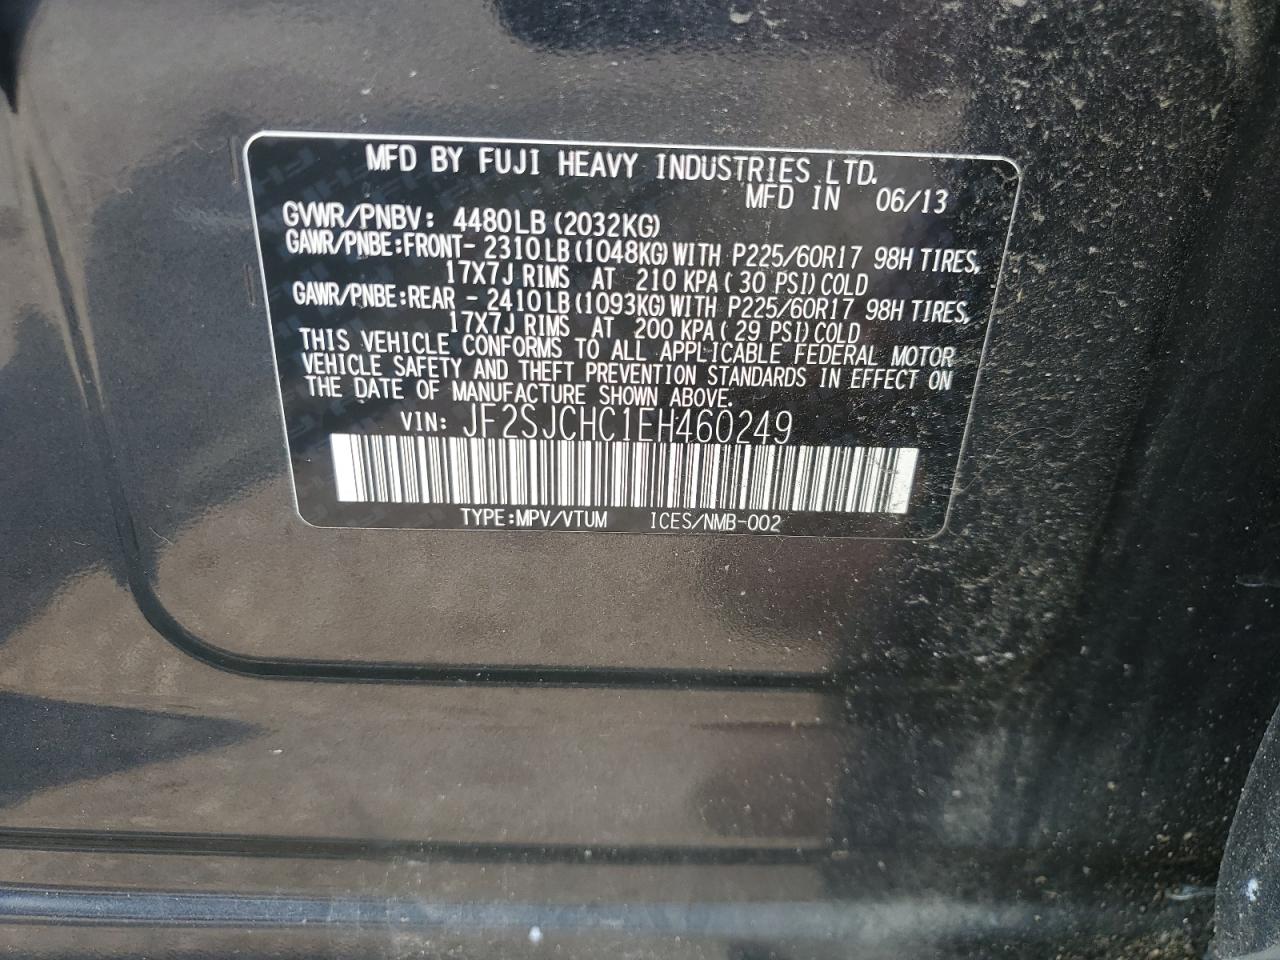 MFD BY FUJI HEAVY INDUSTRIES LTD.
MFD IN 06/13
GVWR/PNBV: 4480LB (2032KG)
GAWR/PNBE:FRONT- 2310LB(1048KG)WITH P225/60R17 98H TIRES,
17X7J RIMS AT 210 KPA( 30 PSI)COLD
GAWR/PNBE:REAR - 2410LB(1093KG)WITH P225/60R17 98H TIRES,
17X7J RIMS AT 200 KPA( 29 PSI)COLD
THIS VEHICLE CONFORMS TO ALL APPLICABLE FEDERAL MOTOR
VEHICLE SAFETY AND THEFT PREVENTION STANDARDS IN EFFECT ON
THE DATE OF MANUFACTURE SHOWN ABOVE.
VIN: JF2SJCHC1EH460249
TYPE:MPV/VTUM ICES/NMB-002